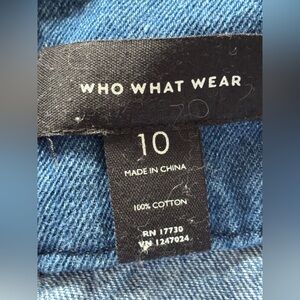 WHO WHAT WEAR
10
MADE IN CHINA
100% COTTON
RN 17730
VN 1247024